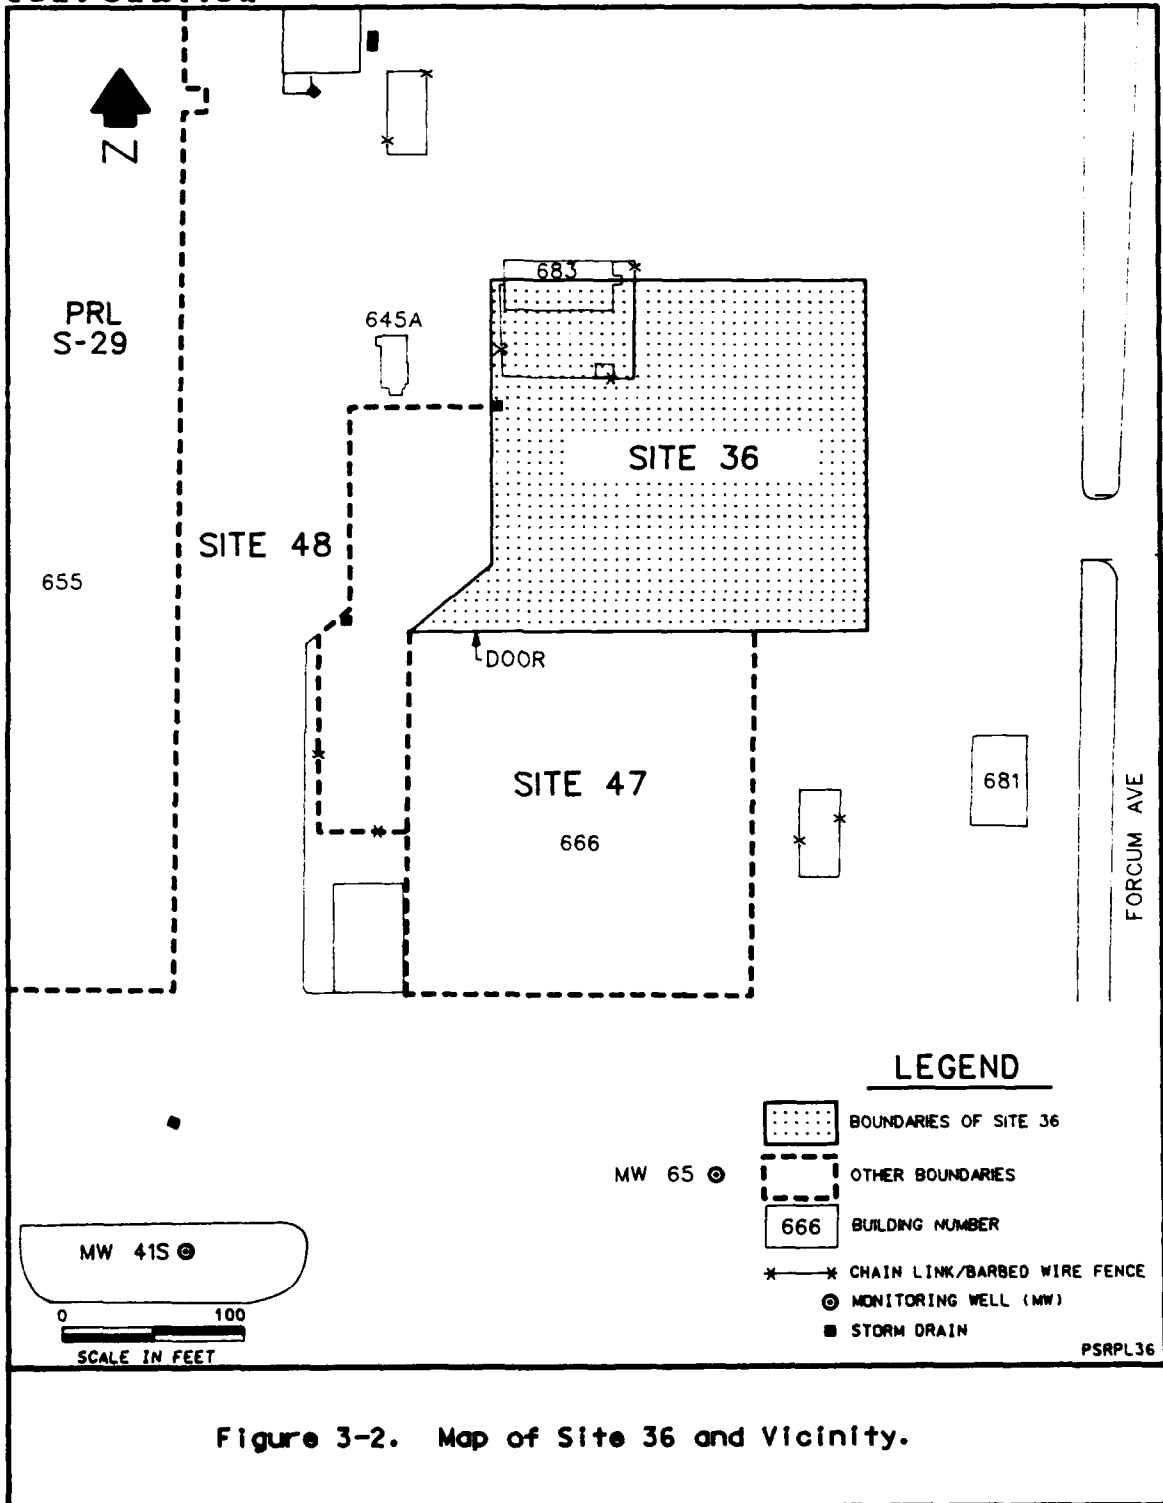 N
683
645A
PRL
S-29
SITE 36
SITE 48
655
DOOR
SITE 47
666
681
FORCUM AVE
LEGEND
BOUNDARIES OF SITE 36
MW 65
OTHER BOUNDARIES
666 BUILDING NUMBER
CHAIN LINK/BARBED WIRE FENCE
MONITORING WELL (MW)
STORM DRAIN
MW 41S
0 100
SCALE IN FEET
PSRPL36
Figure 3-2. Map of Site 36 and Vicinity.